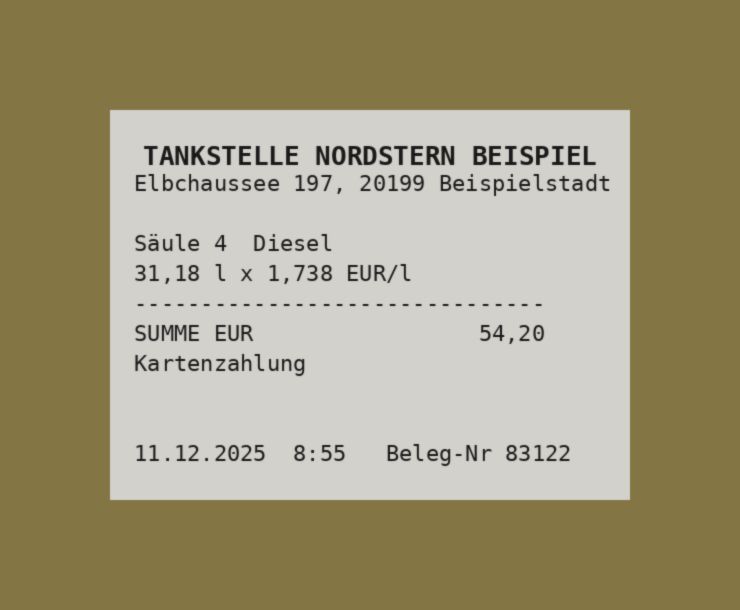 TANKSTELLE NORDSTERN BEISPIEL
Elbchaussee 197, 20199 Beispielstadt
Säule 4  Diesel
31,18 l x 1,738 EUR/l
-------------------------------
SUMME EUR                 54,20
Kartenzahlung
11.12.2025  8:55   Beleg-Nr 83122